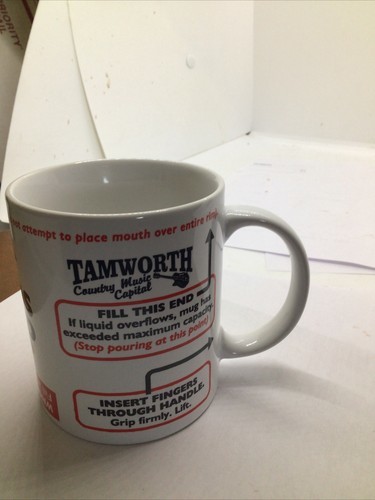 attempt to place mouth over entire rim.
TAMWORTH
Country Music
Capital
FILL THIS END
If liquid overflows, mug has
exceeded maximum capacity.
(Stop pouring at this point)
INSERT FINGERS
THROUGH HANDLE.
Grip firmly. Lift.
PRIORITY